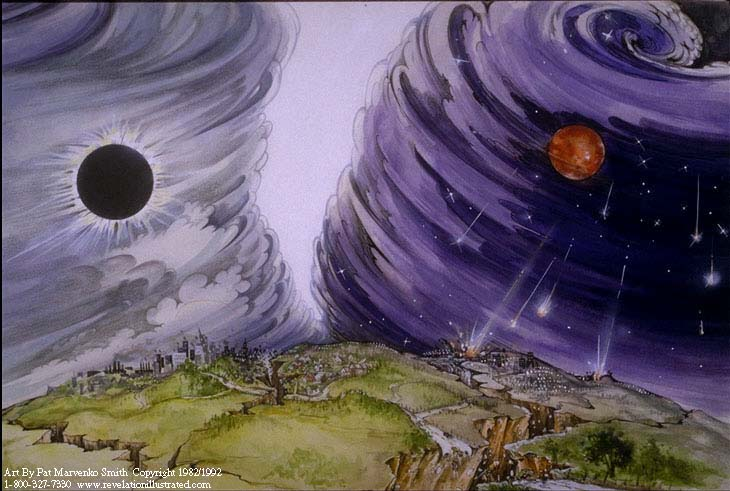 Art By Pat Marvenko Smith Copyright 1982/1992
1-800-327-7330 www.revelationillustrated.com